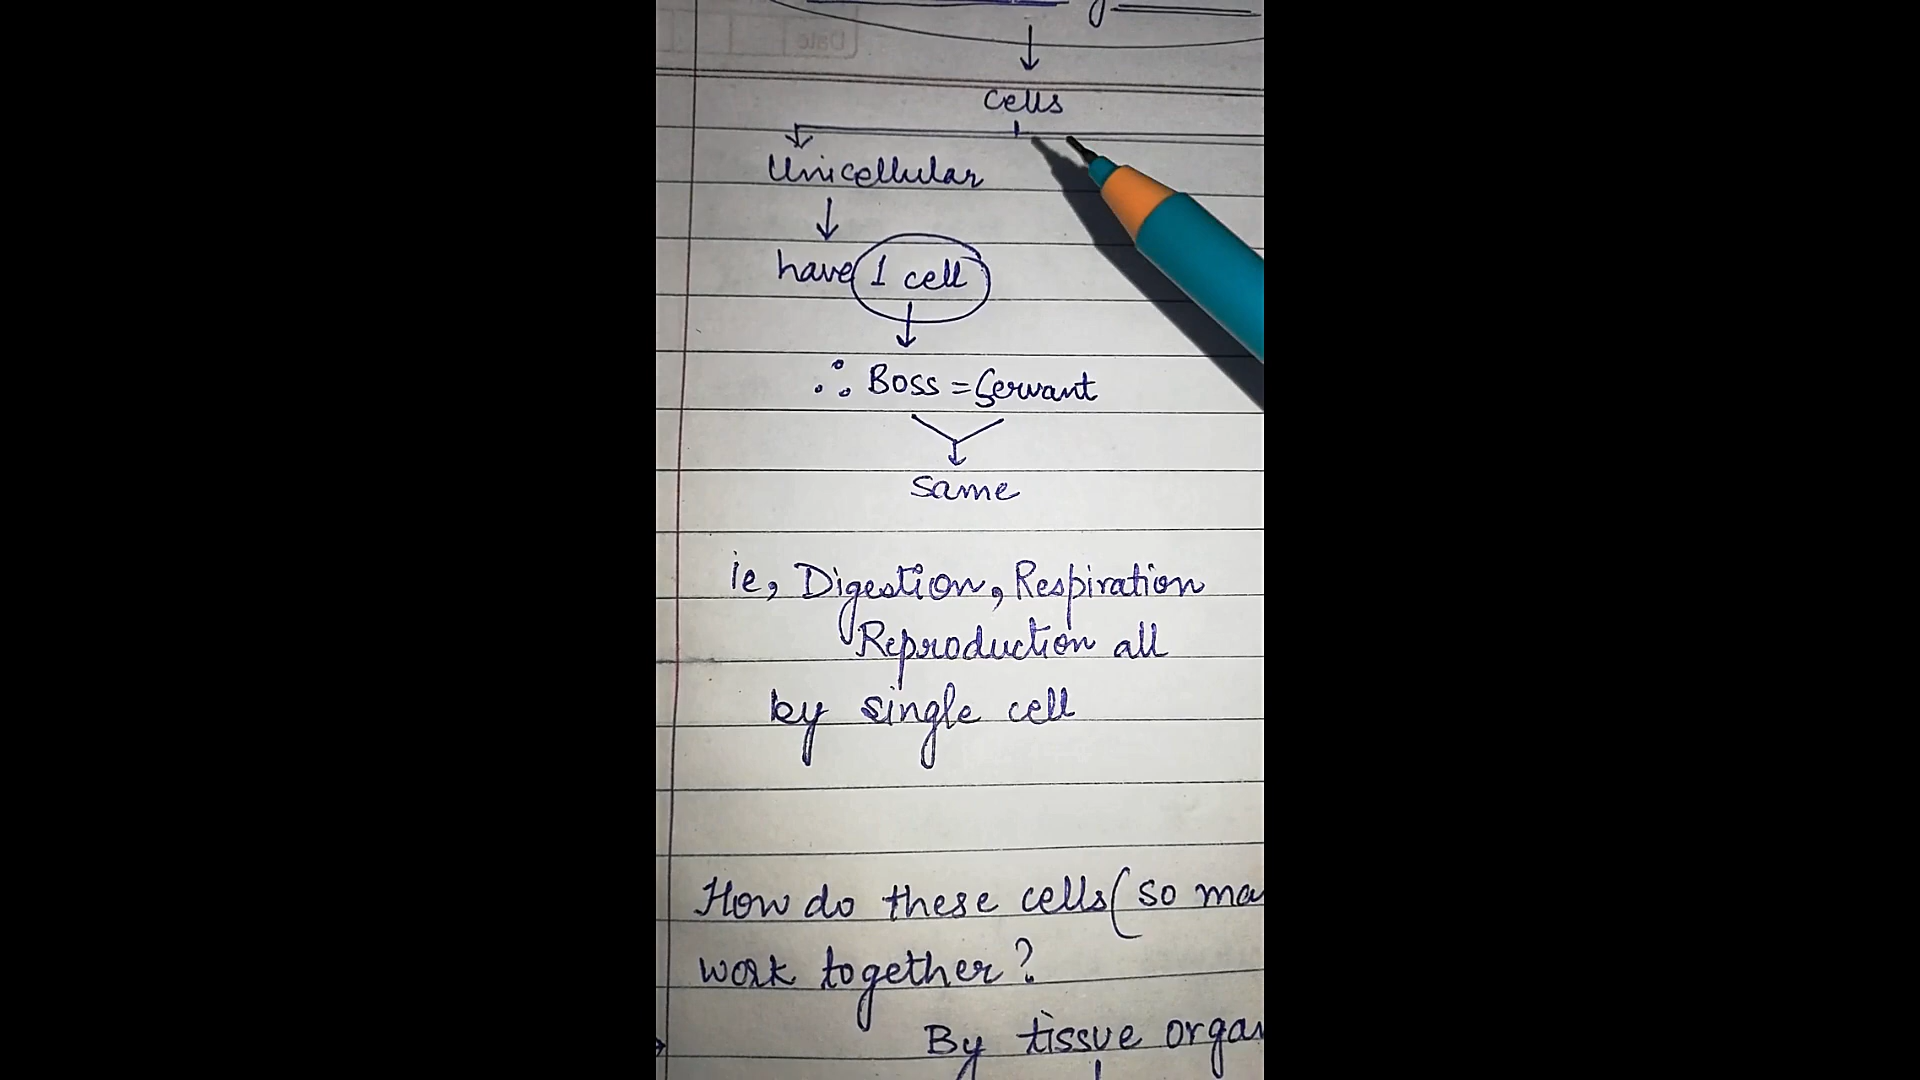 cells
Unicellular
have 1 cell
∴ Boss = Servant
same
ie, Digestion, Respiration
Reproduction all
by single cell
How do these cells (so ma
work together?
By tissue orga